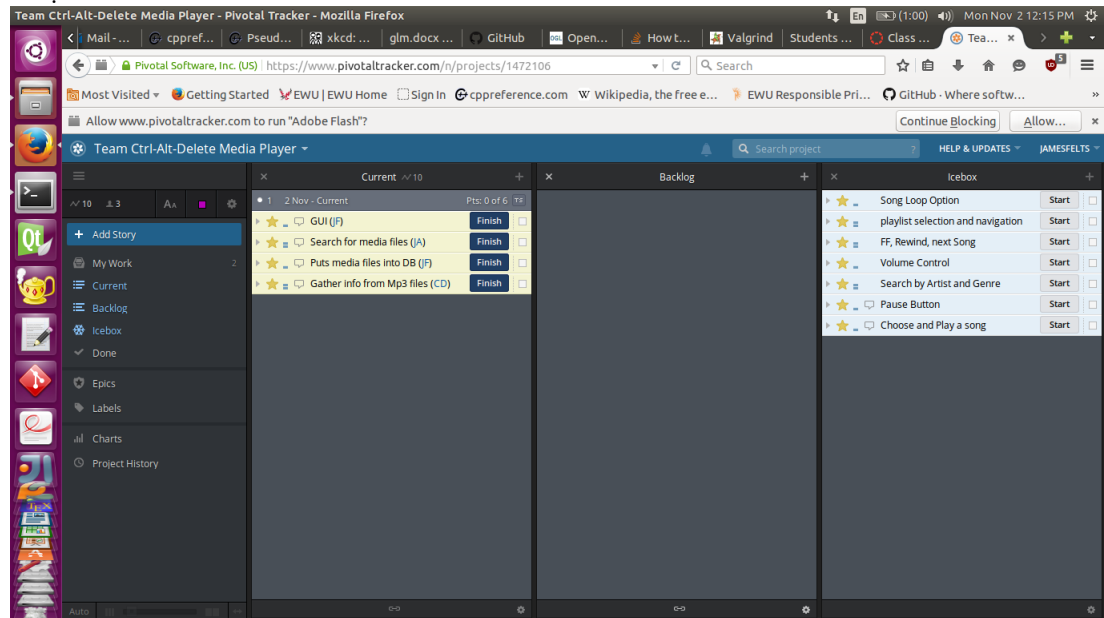 Team Ctrl-Alt-Delete Media Player - Pivotal Tracker - Mozilla Firefox
En (1:00) Mon Nov 2 12:15 PM
Mail - ... cppref... Pseud... xkcd: ... glm.docx ... GitHub Open... How t... Valgrind Students ... Class ... Tea...
Pivotal Software, Inc. (US) https://www.pivotaltracker.com/n/projects/1472106 Search 5
Most Visited Getting Started EWU | EWU Home Sign In cppreference.com W Wikipedia, the free e... EWU Responsible Pri... GitHub · Where softw... »
Allow www.pivotaltracker.com to run "Adobe Flash"? Continue Blocking Allow...
Team Ctrl-Alt-Delete Media Player Search project ? HELP & UPDATES JAMESFELTS
Current 10 Backlog Icebox
10 3 AA
1 2 Nov - Current Pts: 0 of 6 TS
GUI (JF) Finish
Search for media files (JA) Finish
Puts media files into DB (JF) Finish
Gather info from Mp3 files (CD) Finish
Song Loop Option Start
playlist selection and navigation Start
FF, Rewind, next Song Start
Volume Control Start
Search by Artist and Genre Start
Pause Button Start
Choose and Play a song Start
+ Add Story
My Work 2
Current
Backlog
Icebox
Done
Epics
Labels
Charts
Project History
Auto
Qt
TEX